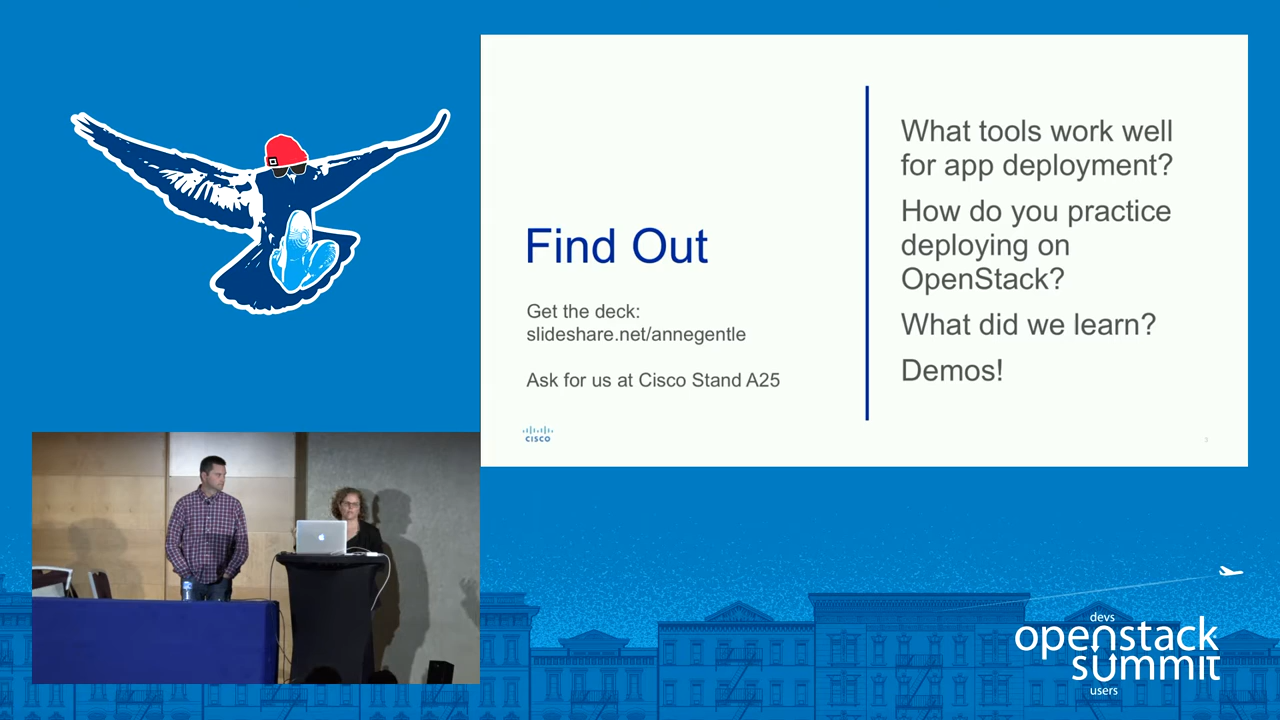 Find Out
Get the deck:
slideshare.net/annegentle
Ask for us at Cisco Stand A25
CISCO
What tools work well
for app deployment?
How do you practice
deploying on
OpenStack?
What did we learn?
Demos!
3
devs
openstack
summit
users